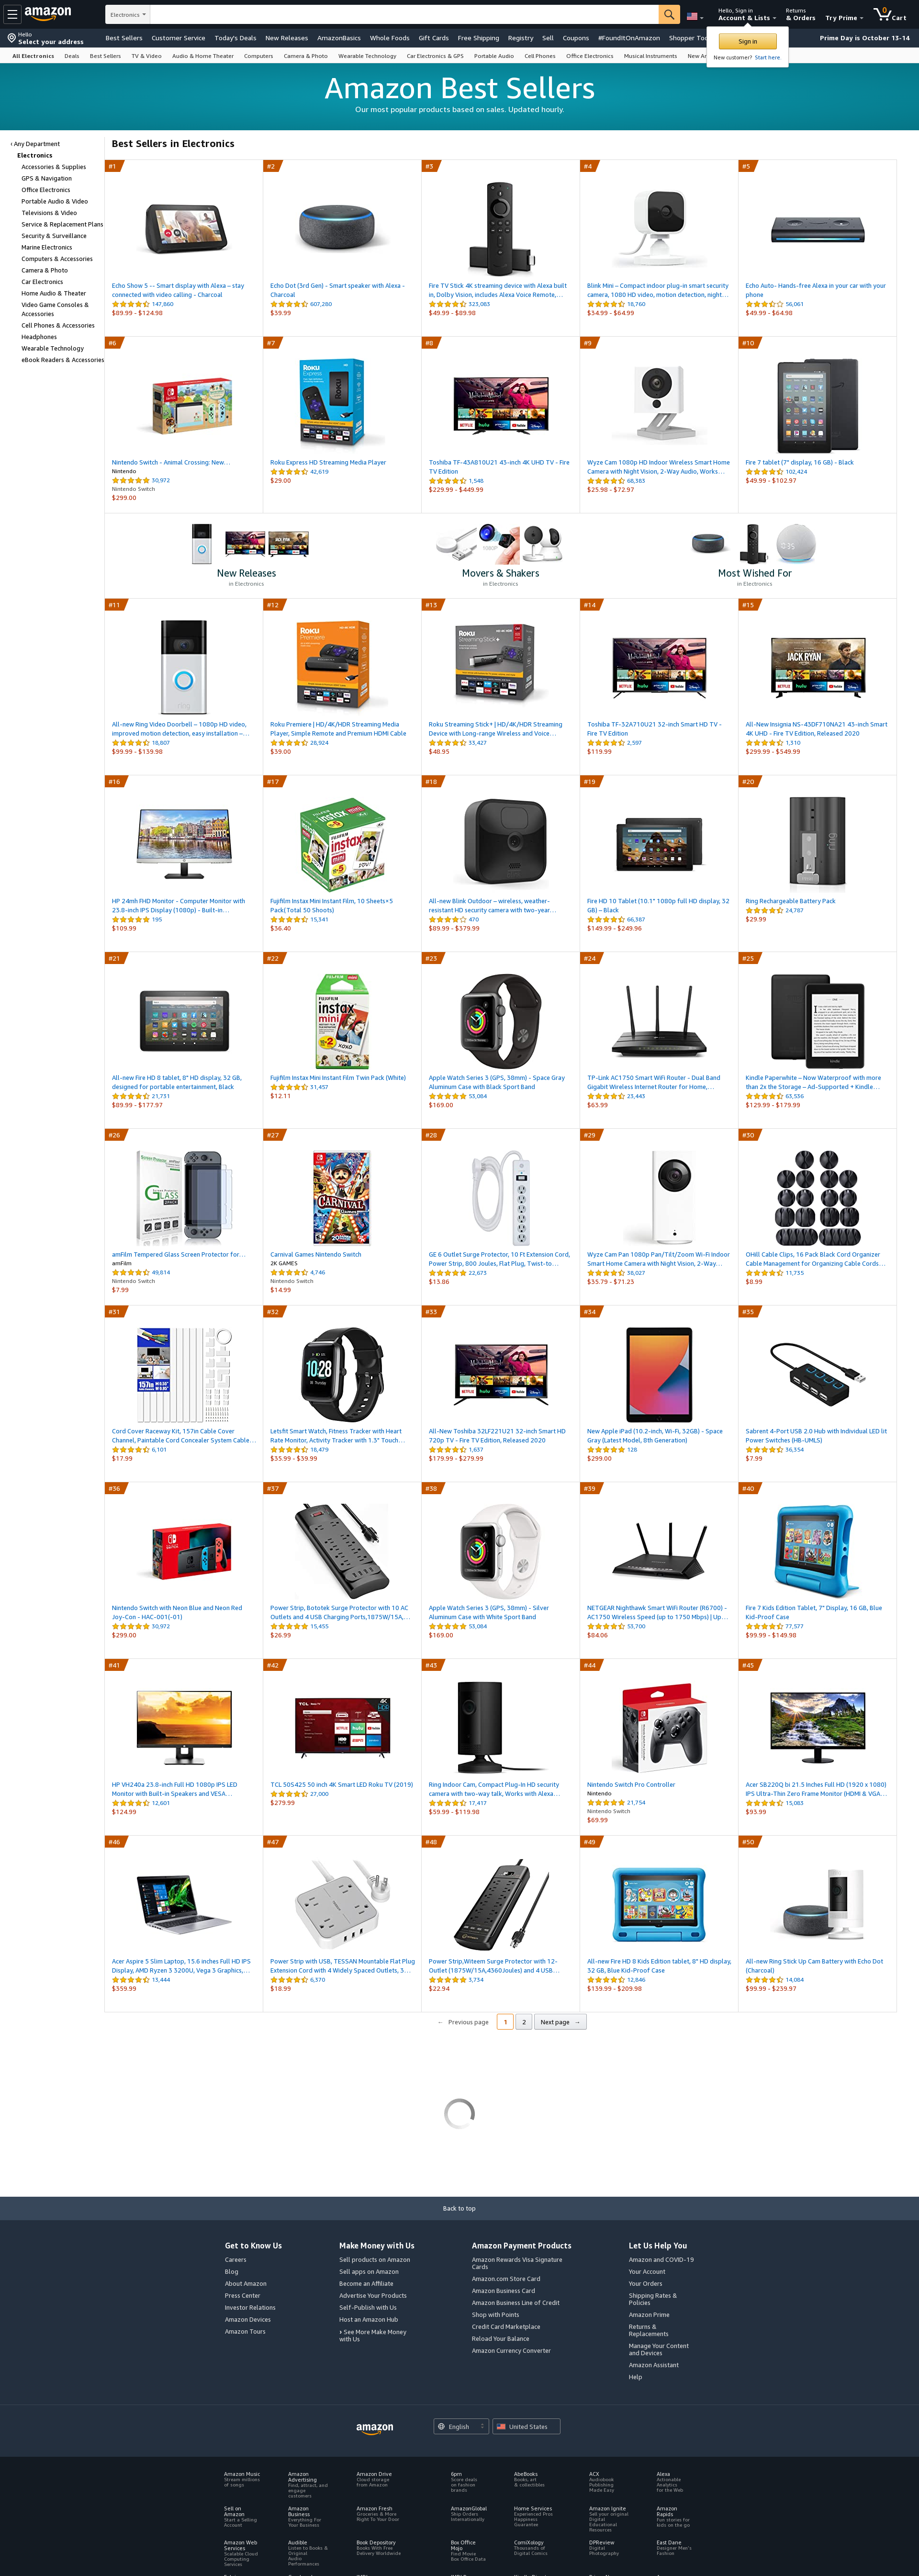 amazon
Electronics
Hello, Sign in
Account & Lists
Returns
& Orders
Try Prime
0
Cart
Hello
Select your address
Best Sellers
Customer Service
Today's Deals
New Releases
AmazonBasics
Whole Foods
Gift Cards
Free Shipping
Registry
Sell
Coupons
#FoundItOnAmazon
Shopper Too
Prime Day is October 13-14
Sign in
New customer? Start here.
All Electronics
Deals
Best Sellers
TV & Video
Audio & Home Theater
Computers
Camera & Photo
Wearable Technology
Car Electronics & GPS
Portable Audio
Cell Phones
Office Electronics
Musical Instruments
New Ar
Amazon Best Sellers
Our most popular products based on sales. Updated hourly.
‹ Any Department
Electronics
Accessories & Supplies
GPS & Navigation
Office Electronics
Portable Audio & Video
Televisions & Video
Service & Replacement Plans
Security & Surveillance
Marine Electronics
Computers & Accessories
Camera & Photo
Car Electronics
Home Audio & Theater
Video Game Consoles &
Accessories
Cell Phones & Accessories
Headphones
Wearable Technology
eBook Readers & Accessories
Best Sellers in Electronics
#1
Echo Show 5 -- Smart display with Alexa – stay
connected with video calling - Charcoal
147,860
$89.99 - $124.98
#2
Echo Dot (3rd Gen) - Smart speaker with Alexa -
Charcoal
607,260
$39.99
#3
Fire TV Stick 4K streaming device with Alexa built
in, Dolby Vision, includes Alexa Voice Remote,…
323,083
$49.99 - $89.98
#4
Blink Mini – Compact indoor plug-in smart security
camera, 1080 HD video, motion detection, night…
18,760
$34.99 - $64.99
#5
Echo Auto- Hands-free Alexa in your car with your
phone
56,061
$49.99 - $64.98
#6
Nintendo Switch - Animal Crossing: New…
Nintendo
30,972
Nintendo Switch
$299.00
#7
Roku Express HD Streaming Media Player
42,619
$29.00
#8
Toshiba TF-43A810U21 43-inch 4K UHD TV - Fire
TV Edition
1,548
$229.99 - $449.99
#9
Wyze Cam 1080p HD Indoor Wireless Smart Home
Camera with Night Vision, 2-Way Audio, Works…
68,383
$25.98 - $72.97
#10
Fire 7 tablet (7" display, 16 GB) - Black
102,424
$49.99 - $102.97
New Releases
in Electronics
Movers & Shakers
in Electronics
Most Wished For
in Electronics
#11
All-new Ring Video Doorbell – 1080p HD video,
improved motion detection, easy installation –…
18,807
$99.99 - $139.98
#12
Roku Premiere | HD/4K/HDR Streaming Media
Player, Simple Remote and Premium HDMI Cable
28,924
$39.00
#13
Roku Streaming Stick+ | HD/4K/HDR Streaming
Device with Long-range Wireless and Voice…
33,427
$48.95
#14
Toshiba TF-32A710U21 32-inch Smart HD TV -
Fire TV Edition
2,597
$119.99
#15
All-New Insignia NS-43DF710NA21 43-inch Smart
4K UHD - Fire TV Edition, Released 2020
1,310
$299.99 - $549.99
#16
HP 24mh FHD Monitor - Computer Monitor with
23.8-inch IPS Display (1080p) - Built-in…
195
$109.99
#17
Fujifilm Instax Mini Instant Film, 10 Sheets×5
Pack(Total 50 Shoots)
15,341
$36.40
#18
All-new Blink Outdoor – wireless, weather-
resistant HD security camera with two-year…
470
$89.99 - $379.99
#19
Fire HD 10 Tablet (10.1" 1080p full HD display, 32
GB) – Black
66,387
$149.99 - $249.96
#20
Ring Rechargeable Battery Pack
24,767
$29.99
#21
All-new Fire HD 8 tablet, 8" HD display, 32 GB,
designed for portable entertainment, Black
21,731
$89.99 - $177.97
#22
Fujifilm Instax Mini Instant Film Twin Pack (White)
31,457
$12.11
#23
Apple Watch Series 3 (GPS, 38mm) - Space Gray
Aluminum Case with Black Sport Band
53,084
$169.00
#24
TP-Link AC1750 Smart WiFi Router - Dual Band
Gigabit Wireless Internet Router for Home,…
23,443
$63.99
#25
Kindle Paperwhite – Now Waterproof with more
than 2x the Storage – Ad-Supported + Kindle…
63,536
$129.99 - $179.99
#26
amFilm Tempered Glass Screen Protector for…
amFilm
49,814
Nintendo Switch
$7.99
#27
Carnival Games Nintendo Switch
2K GAMES
4,746
Nintendo Switch
$14.99
#28
GE 6 Outlet Surge Protector, 10 Ft Extension Cord,
Power Strip, 800 Joules, Flat Plug, Twist-to…
22,673
$13.86
#29
Wyze Cam Pan 1080p Pan/Tilt/Zoom Wi-Fi Indoor
Smart Home Camera with Night Vision, 2-Way…
38,027
$35.79 - $71.23
#30
OHill Cable Clips, 16 Pack Black Cord Organizer
Cable Management for Organizing Cable Cords…
11,735
$8.99
#31
Cord Cover Raceway Kit, 157in Cable Cover
Channel, Paintable Cord Concealer System Cable…
6,101
$17.99
#32
Letsfit Smart Watch, Fitness Tracker with Heart
Rate Monitor, Activity Tracker with 1.3" Touch…
18,479
$35.99 - $39.99
#33
All-New Toshiba 32LF221U21 32-inch Smart HD
720p TV - Fire TV Edition, Released 2020
1,637
$179.99 - $279.99
#34
New Apple iPad (10.2-inch, Wi-Fi, 32GB) - Space
Gray (Latest Model, 8th Generation)
128
$299.00
#35
Sabrent 4-Port USB 2.0 Hub with Individual LED lit
Power Switches (HB-UMLS)
36,354
$7.99
#36
Nintendo Switch with Neon Blue and Neon Red
Joy-Con - HAC-001(-01)
30,972
$299.00
#37
Power Strip, Bototek Surge Protector with 10 AC
Outlets and 4 USB Charging Ports,1875W/15A,…
15,455
$26.99
#38
Apple Watch Series 3 (GPS, 38mm) - Silver
Aluminum Case with White Sport Band
53,084
$169.00
#39
NETGEAR Nighthawk Smart WiFi Router (R6700) -
AC1750 Wireless Speed (up to 1750 Mbps) | Up…
53,700
$84.06
#40
Fire 7 Kids Edition Tablet, 7" Display, 16 GB, Blue
Kid-Proof Case
77,577
$99.99 - $149.98
#41
HP VH240a 23.8-inch Full HD 1080p IPS LED
Monitor with Built-in Speakers and VESA…
12,601
$124.99
#42
TCL 50S425 50 inch 4K Smart LED Roku TV (2019)
27,000
$279.99
#43
Ring Indoor Cam, Compact Plug-In HD security
camera with two-way talk, Works with Alexa…
17,417
$59.99 - $119.98
#44
Nintendo Switch Pro Controller
Nintendo
21,754
Nintendo Switch
$69.99
#45
Acer SB220Q bi 21.5 Inches Full HD (1920 x 1080)
IPS Ultra-Thin Zero Frame Monitor (HDMI & VGA…
15,083
$93.99
#46
Acer Aspire 5 Slim Laptop, 15.6 inches Full HD IPS
Display, AMD Ryzen 3 3200U, Vega 3 Graphics,…
13,444
$359.99
#47
Power Strip with USB, TESSAN Mountable Flat Plug
Extension Cord with 4 Widely Spaced Outlets, 3…
6,370
$18.99
#48
Power Strip,Witeem Surge Protector with 12-
Outlet (1875W/15A,4360Joules) and 4 USB…
3,734
$22.94
#49
All-new Fire HD 8 Kids Edition tablet, 8" HD display,
32 GB, Blue Kid-Proof Case
12,846
$139.99 - $209.98
#50
All-new Ring Stick Up Cam Battery with Echo Dot
(Charcoal)
14,084
$99.99 - $239.97
← Previous page
1
2
Next page →
Back to top
Get to Know Us
Careers
Blog
About Amazon
Press Center
Investor Relations
Amazon Devices
Amazon Tours
Make Money with Us
Sell products on Amazon
Sell apps on Amazon
Become an Affiliate
Advertise Your Products
Self-Publish with Us
Host an Amazon Hub
› See More Make Money
with Us
Amazon Payment Products
Amazon Rewards Visa Signature
Cards
Amazon.com Store Card
Amazon Business Card
Amazon Business Line of Credit
Shop with Points
Credit Card Marketplace
Reload Your Balance
Amazon Currency Converter
Let Us Help You
Amazon and COVID-19
Your Account
Your Orders
Shipping Rates &
Policies
Amazon Prime
Returns &
Replacements
Manage Your Content
and Devices
Amazon Assistant
Help
amazon
English
United States
Amazon Music
Stream millions
of songs
Amazon
Advertising
Find, attract, and
engage
customers
Amazon Drive
Cloud storage
from Amazon
6pm
Score deals
on fashion
brands
AbeBooks
Books, art
& collectibles
ACX
Audiobook
Publishing
Made Easy
Alexa
Actionable
Analytics
for the Web
Sell on
Amazon
Start a Selling
Account
Amazon
Business
Everything For
Your Business
Amazon Fresh
Groceries & More
Right To Your Door
AmazonGlobal
Ship Orders
Internationally
Home Services
Experienced Pros
Happiness
Guarantee
Amazon Ignite
Sell your original
Digital
Educational
Resources
Amazon
Rapids
Fun stories for
kids on the go
Amazon Web
Services
Scalable Cloud
Computing
Services
Audible
Listen to Books &
Original
Audio
Performances
Book Depository
Books With Free
Delivery Worldwide
Box Office
Mojo
Find Movie
Box Office Data
ComiXology
Thousands of
Digital Comics
DPReview
Digital
Photography
East Dane
Designer Men's
Fashion